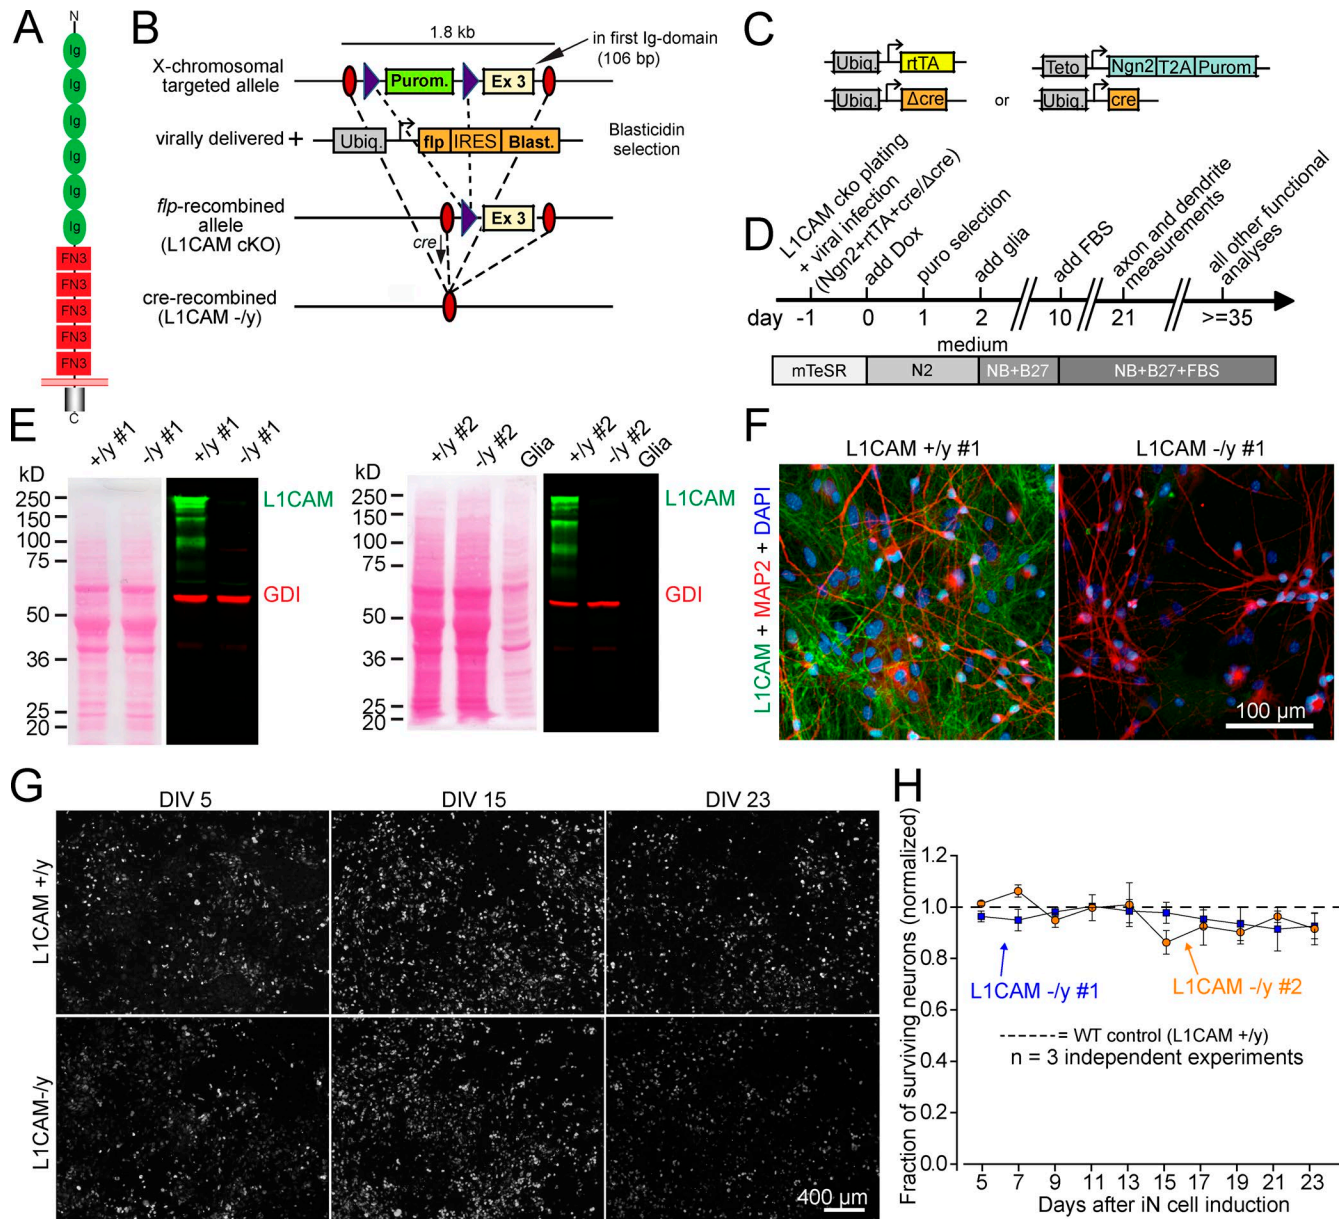 A
N
Ig
Ig
Ig
Ig
Ig
Ig
FN3
FN3
FN3
FN3
FN3
C
B
1.8 kb
in first Ig-domain
(106 bp)
X-chromosomal
targeted allele
Purom.
Ex 3
virally delivered +
Ubiq.
flp IRES Blast.
Blasticidin
selection
flp-recombined
allele
(L1CAM cKO)
Ex 3
cre
cre-recombined
(L1CAM -/y)
C
Ubiq. rtTA
Teto Ngn2 T2A Purom.
Ubiq. Δcre or Ubiq. cre
D
L1CAM cko plating
+ viral infection
(Ngn2+rtTA+cre/Δcre)
add Dox
puro selection
add glia
add FBS
axon and dendrite
measurements
all other functional
analyses
day -1 0 1 2 10 21 >=35
medium
mTeSR N2 NB+B27 NB+B27+FBS
E
+/y #1 -/y #1 +/y #1 -/y #1
kD
250
150
100
75
50
36
25
20
L1CAM
GDI
+/y #2 -/y #2 Glia +/y #2 -/y #2 Glia
kD
250
150
100
75
50
36
25
20
L1CAM
GDI
F
L1CAM +/y #1 L1CAM -/y #1
L1CAM + MAP2 + DAPI
100 µm
G
DIV 5 DIV 15 DIV 23
L1CAM +/y
L1CAM-/y
400 µm
H
Fraction of surviving neurons (normalized)
1.2
1.0
0.8
0.6
0.4
0.2
0.0
L1CAM -/y #1
L1CAM -/y #2
= WT control (L1CAM +/y)
n = 3 independent experiments
5 7 9 11 13 15 17 19 21 23
Days after iN cell induction